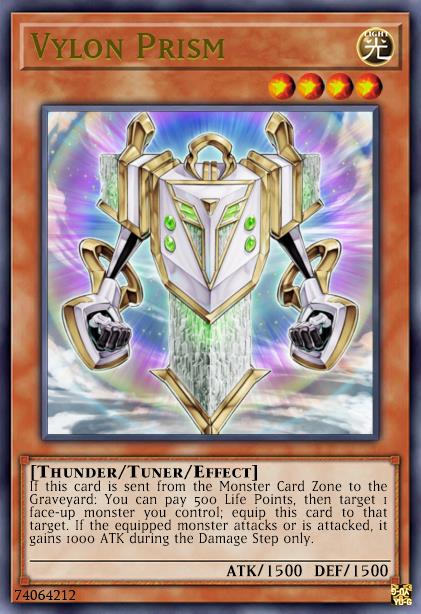 Vylon Prism
LIGHT
光
[Thunder/Tuner/Effect]
If this card is sent from the Monster Card Zone to the
Graveyard: You can pay 500 Life Points, then target 1
face-up monster you control; equip this card to that
target. If the equipped monster attacks or is attacked, it
gains 1000 ATK during the Damage Step only.
ATK/1500 DEF/1500
74064212